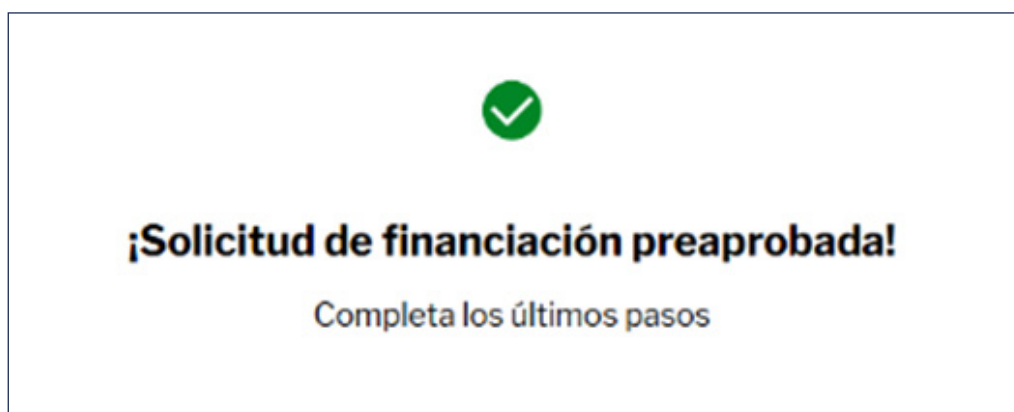 ¡Solicitud de financiación preaprobada!
Completa los últimos pasos